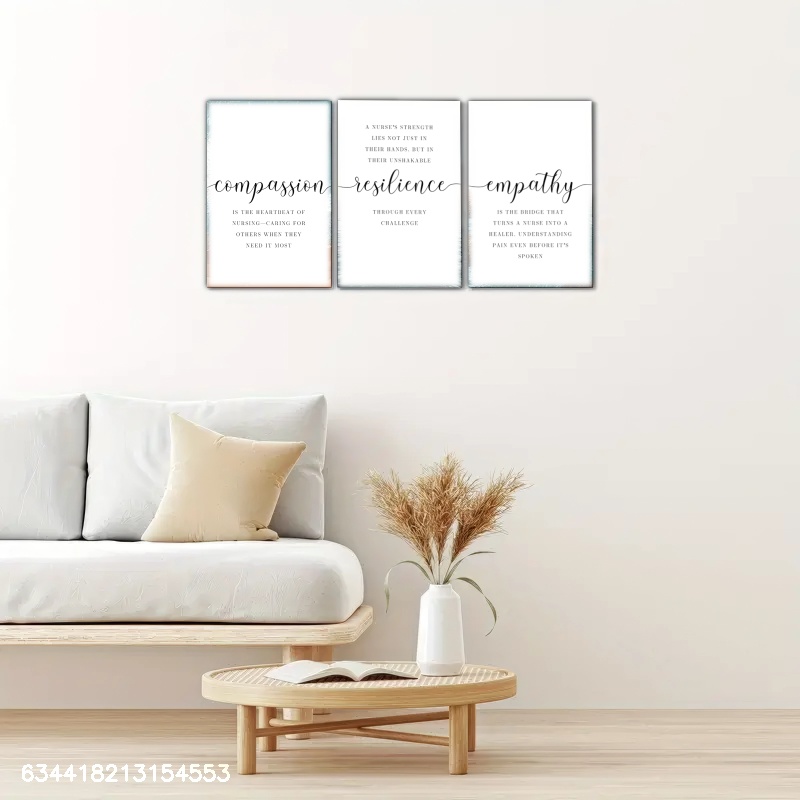 compassion
IS THE HEARTBEAT OF
NURSING—CARING FOR
OTHERS WHEN THEY
NEED IT MOST
A NURSE'S STRENGTH
LIES NOT JUST IN
THEIR HANDS, BUT IN
THEIR UNSHAKABLE
resilience
THROUGH EVERY
CHALLENGE
empathy
IS THE BRIDGE THAT
TURNS A NURSE INTO A
HEALER, UNDERSTANDING
PAIN EVEN BEFORE IT'S
SPOKEN
634418213154553